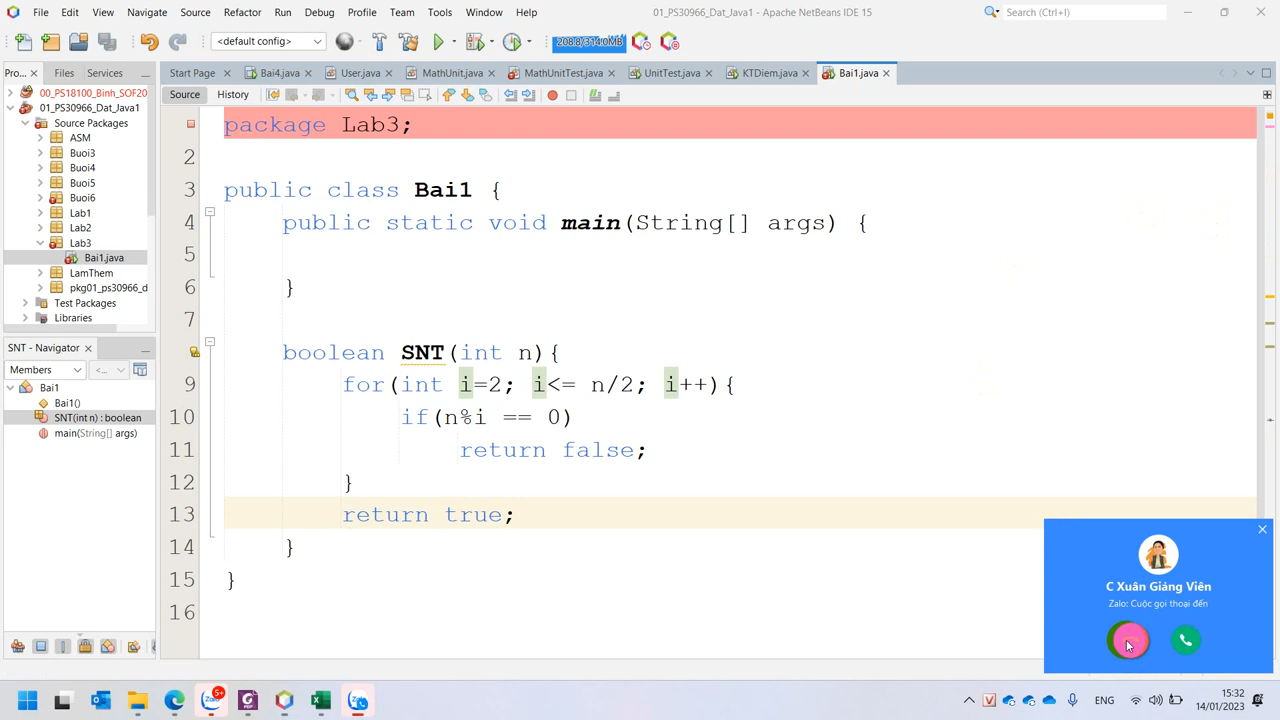 File Edit View Navigate Source Refactor Run Debug Profile Team Tools Window Help
01_PS30966_Dat_Java1 - Apache NetBeans IDE 15
Search (Ctrl+I)
<default config>
208.8/314.0MB
Pro... Files Services
Start Page Bai4.java User.java MathUnit.java MathUnitTest.java UnitTest.java KTDiem.java Bai1.java
Source History
00_PS18100_Binh_SOF20
01_PS30966_Dat_Java1
Source Packages
ASM
Buoi3
Buoi4
Buoi5
Buoi6
Lab1
Lab2
Lab3
Bai1.java
LamThem
pkg01_ps30966_d
Test Packages
Libraries
SNT - Navigator
Members <...
Bai1
Bai1()
SNT(int n) : boolean
main(String[] args)
package Lab3;
2
3 public class Bai1 {
4 public static void main(String[] args) {
5
6 }
7
boolean SNT(int n){
9 for(int i=2; i<= n/2; i++){
10 if(n%i == 0)
11 return false;
12 }
13 return true;
14 }
15 }
16
C Xuân Giảng Viên
Zalo: Cuộc gọi thoại đến
Zalo 5+
ENG
15:32
14/01/2023